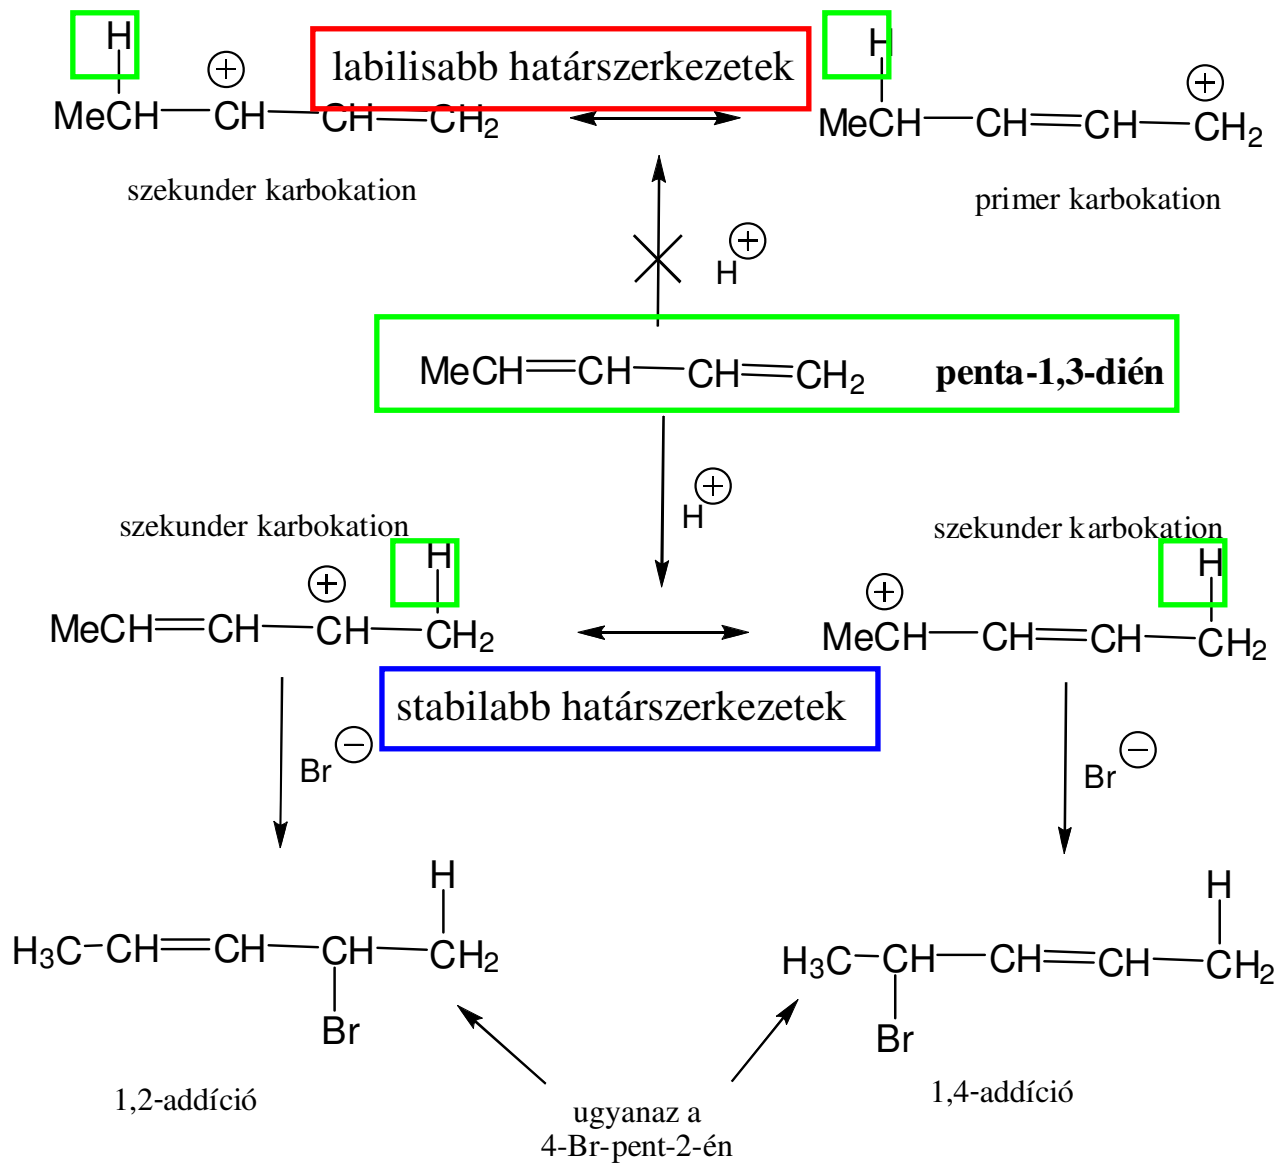 H
H
⊕
labilisabb határszerkezetek
⊕
MeCH CH CH CH2
MeCH CH CH CH2
szekunder karbokation
primer karbokation
H⊕
MeCH CH CH CH2 penta-1,3-dién
H⊕
szekunder karbokation
szekunder karbokation
H
H
⊕
⊕
MeCH CH CH CH2
MeCH CH CH CH2
stabilabb határszerkezetek
Br⊖
Br⊖
H
H
H3C CH CH CH CH2
H3C CH CH CH CH2
Br
Br
1,2-addíció
1,4-addíció
ugyanaz a
4-Br-pent-2-én